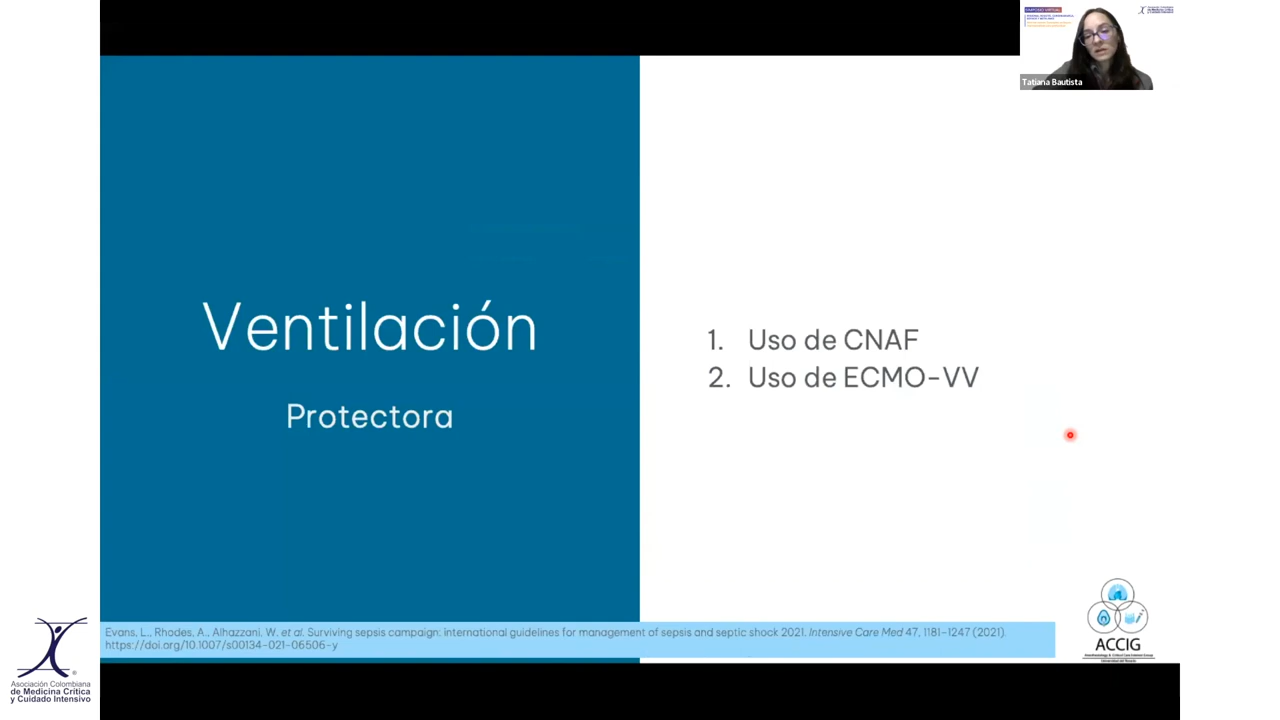 Tatiana Bautista
Ventilación
Protectora
1. Uso de CNAF
2. Uso de ECMO-VV
Evans, L., Rhodes, A., Alhazzani, W. et al. Surviving sepsis campaign: international guidelines for management of sepsis and septic shock 2021. Intensive Care Med 47, 1181–1247 (2021).
https://doi.org/10.1007/s00134-021-06506-y
ACCIG
Asociación Colombiana
de Medicina Crítica
y Cuidado Intensivo